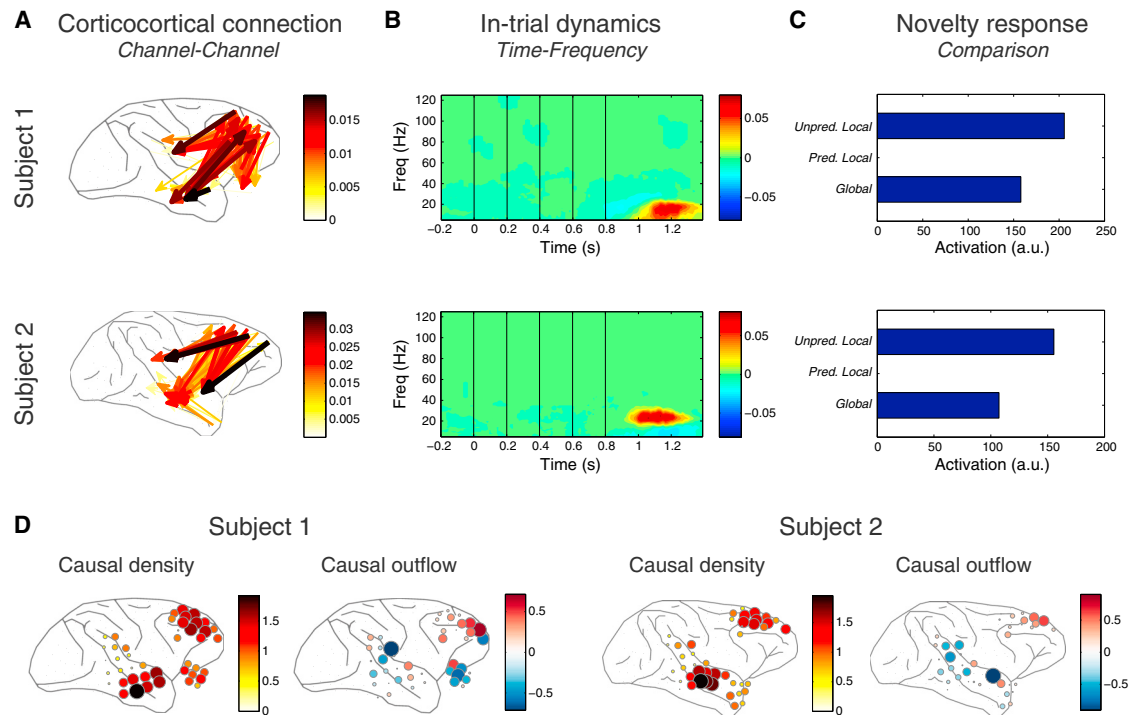 A Corticocortical connection
Channel-Channel
B In-trial dynamics
Time-Frequency
C Novelty response
Comparison
Subject 1
0.015
0.01
0.005
0
Freq (Hz)
120
100
80
60
40
20
−0.2 0 0.2 0.4 0.6 0.8 1 1.2
Time (s)
0.05
0
−0.05
Unpred. Local
Pred. Local
Global
0 50 100 150 200 250
Activation (a.u.)
Subject 2
0.03
0.025
0.02
0.015
0.01
0.005
Freq (Hz)
120
100
80
60
40
20
−0.2 0 0.2 0.4 0.6 0.8 1 1.2
Time (s)
0.05
0
−0.05
Unpred. Local
Pred. Local
Global
0 50 100 150 200
Activation (a.u.)
D Subject 1
Causal density
1.5
1
0.5
0
Causal outflow
0.5
0
−0.5
Subject 2
Causal density
1.5
1
0.5
0
Causal outflow
0.5
0
−0.5